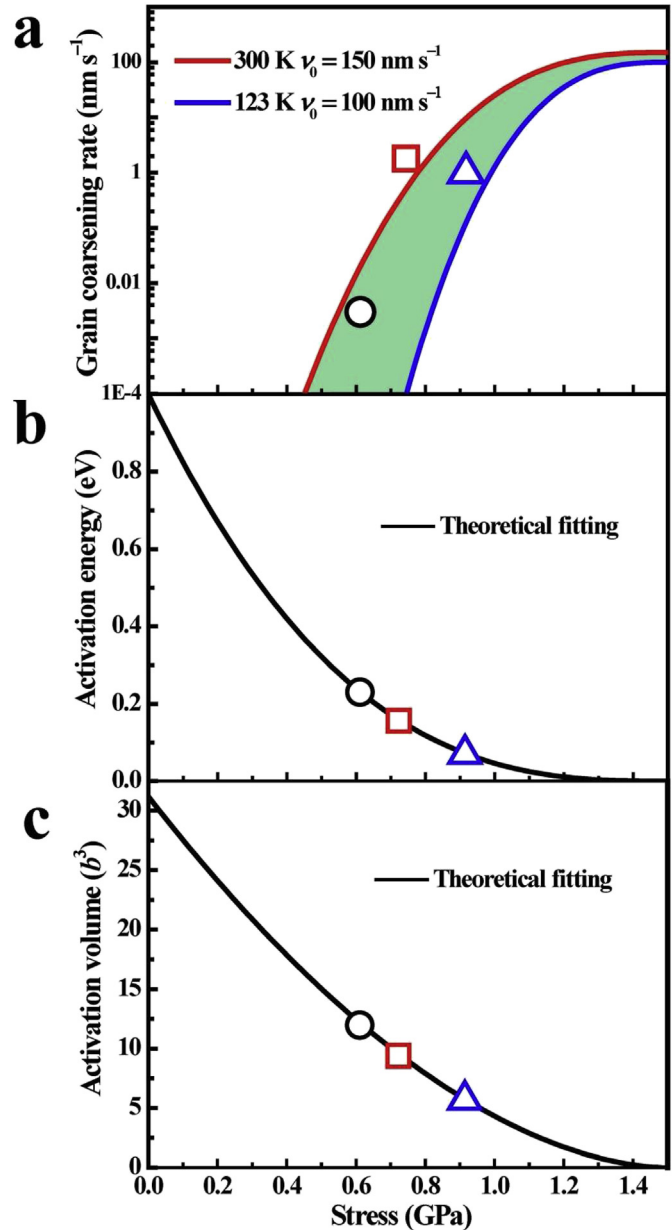 a
Grain coarsening rate (nm s⁻¹)
100
1
0.01
1E-4
300 K ν₀ = 150 nm s⁻¹
123 K ν₀ = 100 nm s⁻¹
b
Activation energy (eV)
0.8
0.6
0.4
0.2
0.0
Theoretical fitting
c
Activation volume (b³)
30
25
20
15
10
5
0
Theoretical fitting
0.0 0.2 0.4 0.6 0.8 1.0 1.2 1.4
Stress (GPa)